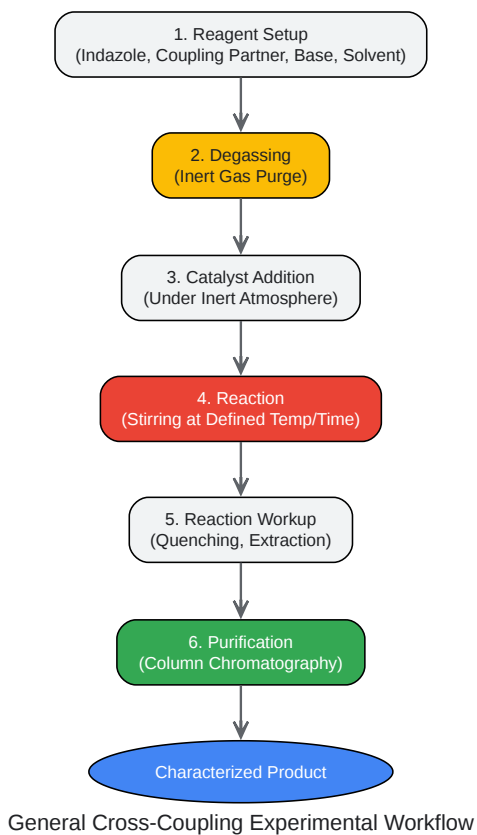 1. Reagent Setup
(Indazole, Coupling Partner, Base, Solvent)
2. Degassing
(Inert Gas Purge)
3. Catalyst Addition
(Under Inert Atmosphere)
4. Reaction
(Stirring at Defined Temp/Time)
5. Reaction Workup
(Quenching, Extraction)
6. Purification
(Column Chromatography)
Characterized Product
General Cross-Coupling Experimental Workflow